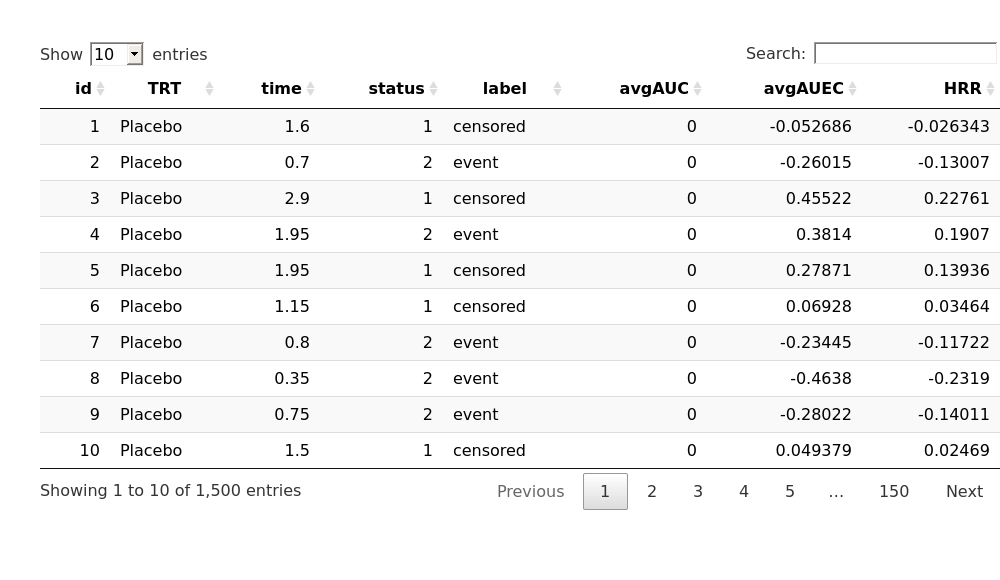 Show 10 entries Search:
id TRT time status label avgAUC avgAUEC HRR
1 Placebo 1.6 1 censored 0 -0.052686 -0.026343
2 Placebo 0.7 2 event 0 -0.26015 -0.13007
3 Placebo 2.9 1 censored 0 0.45522 0.22761
4 Placebo 1.95 2 event 0 0.3814 0.1907
5 Placebo 1.95 1 censored 0 0.27871 0.13936
6 Placebo 1.15 1 censored 0 0.06928 0.03464
7 Placebo 0.8 2 event 0 -0.23445 -0.11722
8 Placebo 0.35 2 event 0 -0.4638 -0.2319
9 Placebo 0.75 2 event 0 -0.28022 -0.14011
10 Placebo 1.5 1 censored 0 0.049379 0.02469
Showing 1 to 10 of 1,500 entries Previous 1 2 3 4 5 … 150 Next